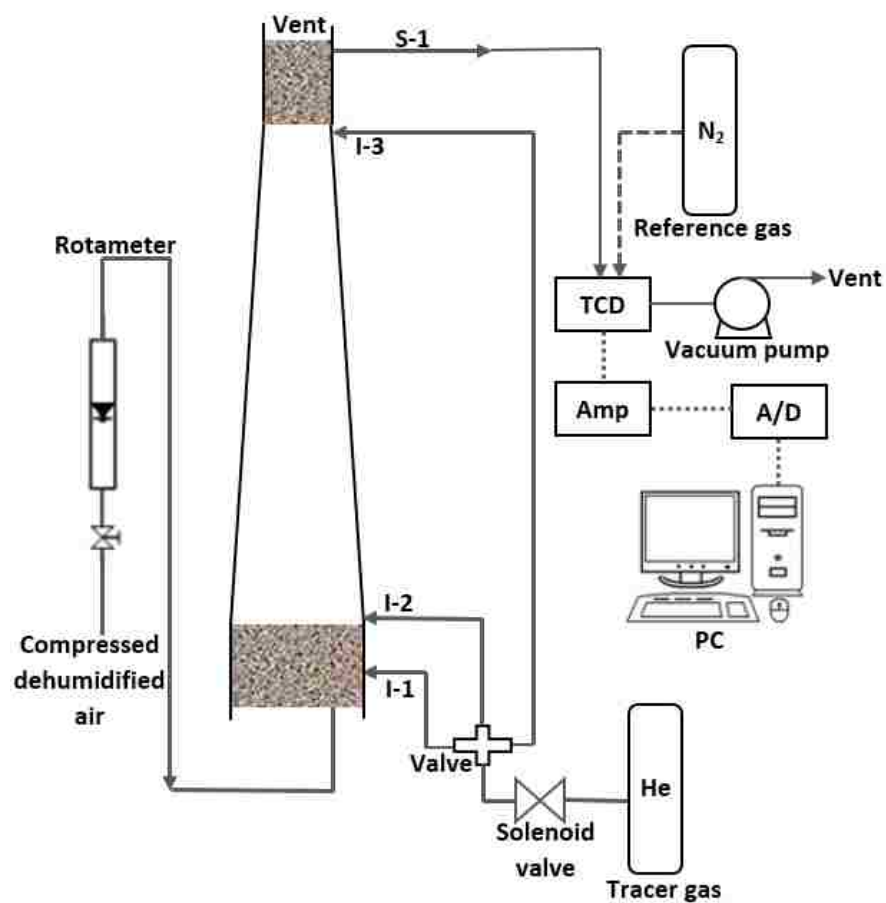 Vent
S-1
I-3
N2
Reference gas
Rotameter
TCD
Vent
Vacuum pump
Amp
A/D
I-2
PC
Compressed
dehumidified
air
I-1
Valve
He
Solenoid
valve
Tracer gas